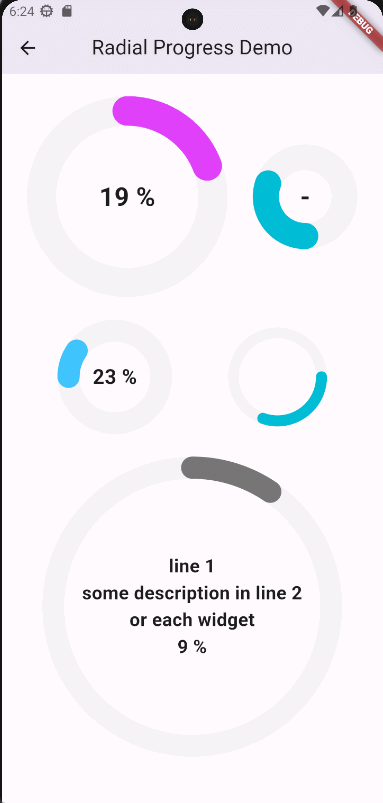 6:24
DEBUG
Radial Progress Demo
19 %
-
23 %
line 1
some description in line 2
or each widget
9 %